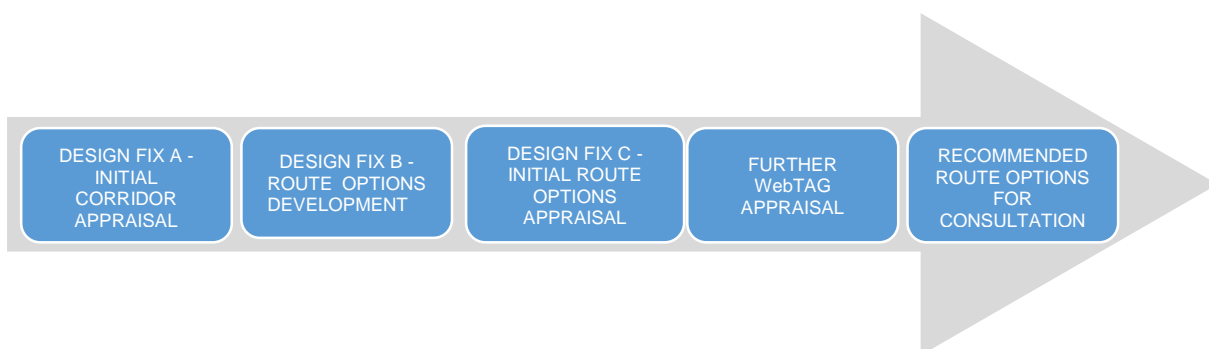 DESIGN FIX A -
INITIAL
CORRIDOR
APPRAISAL
DESIGN FIX B -
ROUTE OPTIONS
DEVELOPMENT
DESIGN FIX C -
INITIAL ROUTE
OPTIONS
APPRAISAL
FURTHER
WebTAG
APPRAISAL
RECOMMENDED
ROUTE OPTIONS
FOR
CONSULTATION